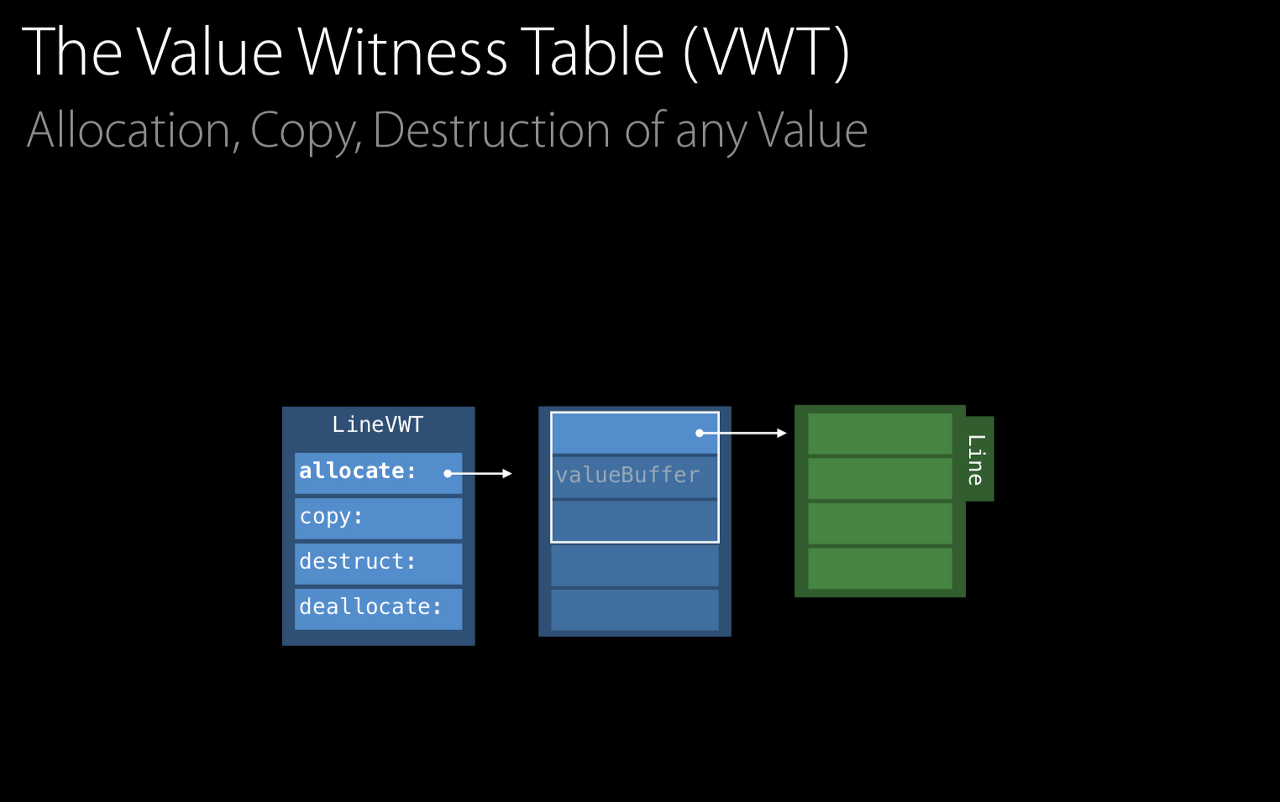 The Value Witness Table (VWT)
Allocation, Copy, Destruction of any Value
LineVWT
allocate:
copy:
destruct:
deallocate:
valueBuffer
Line